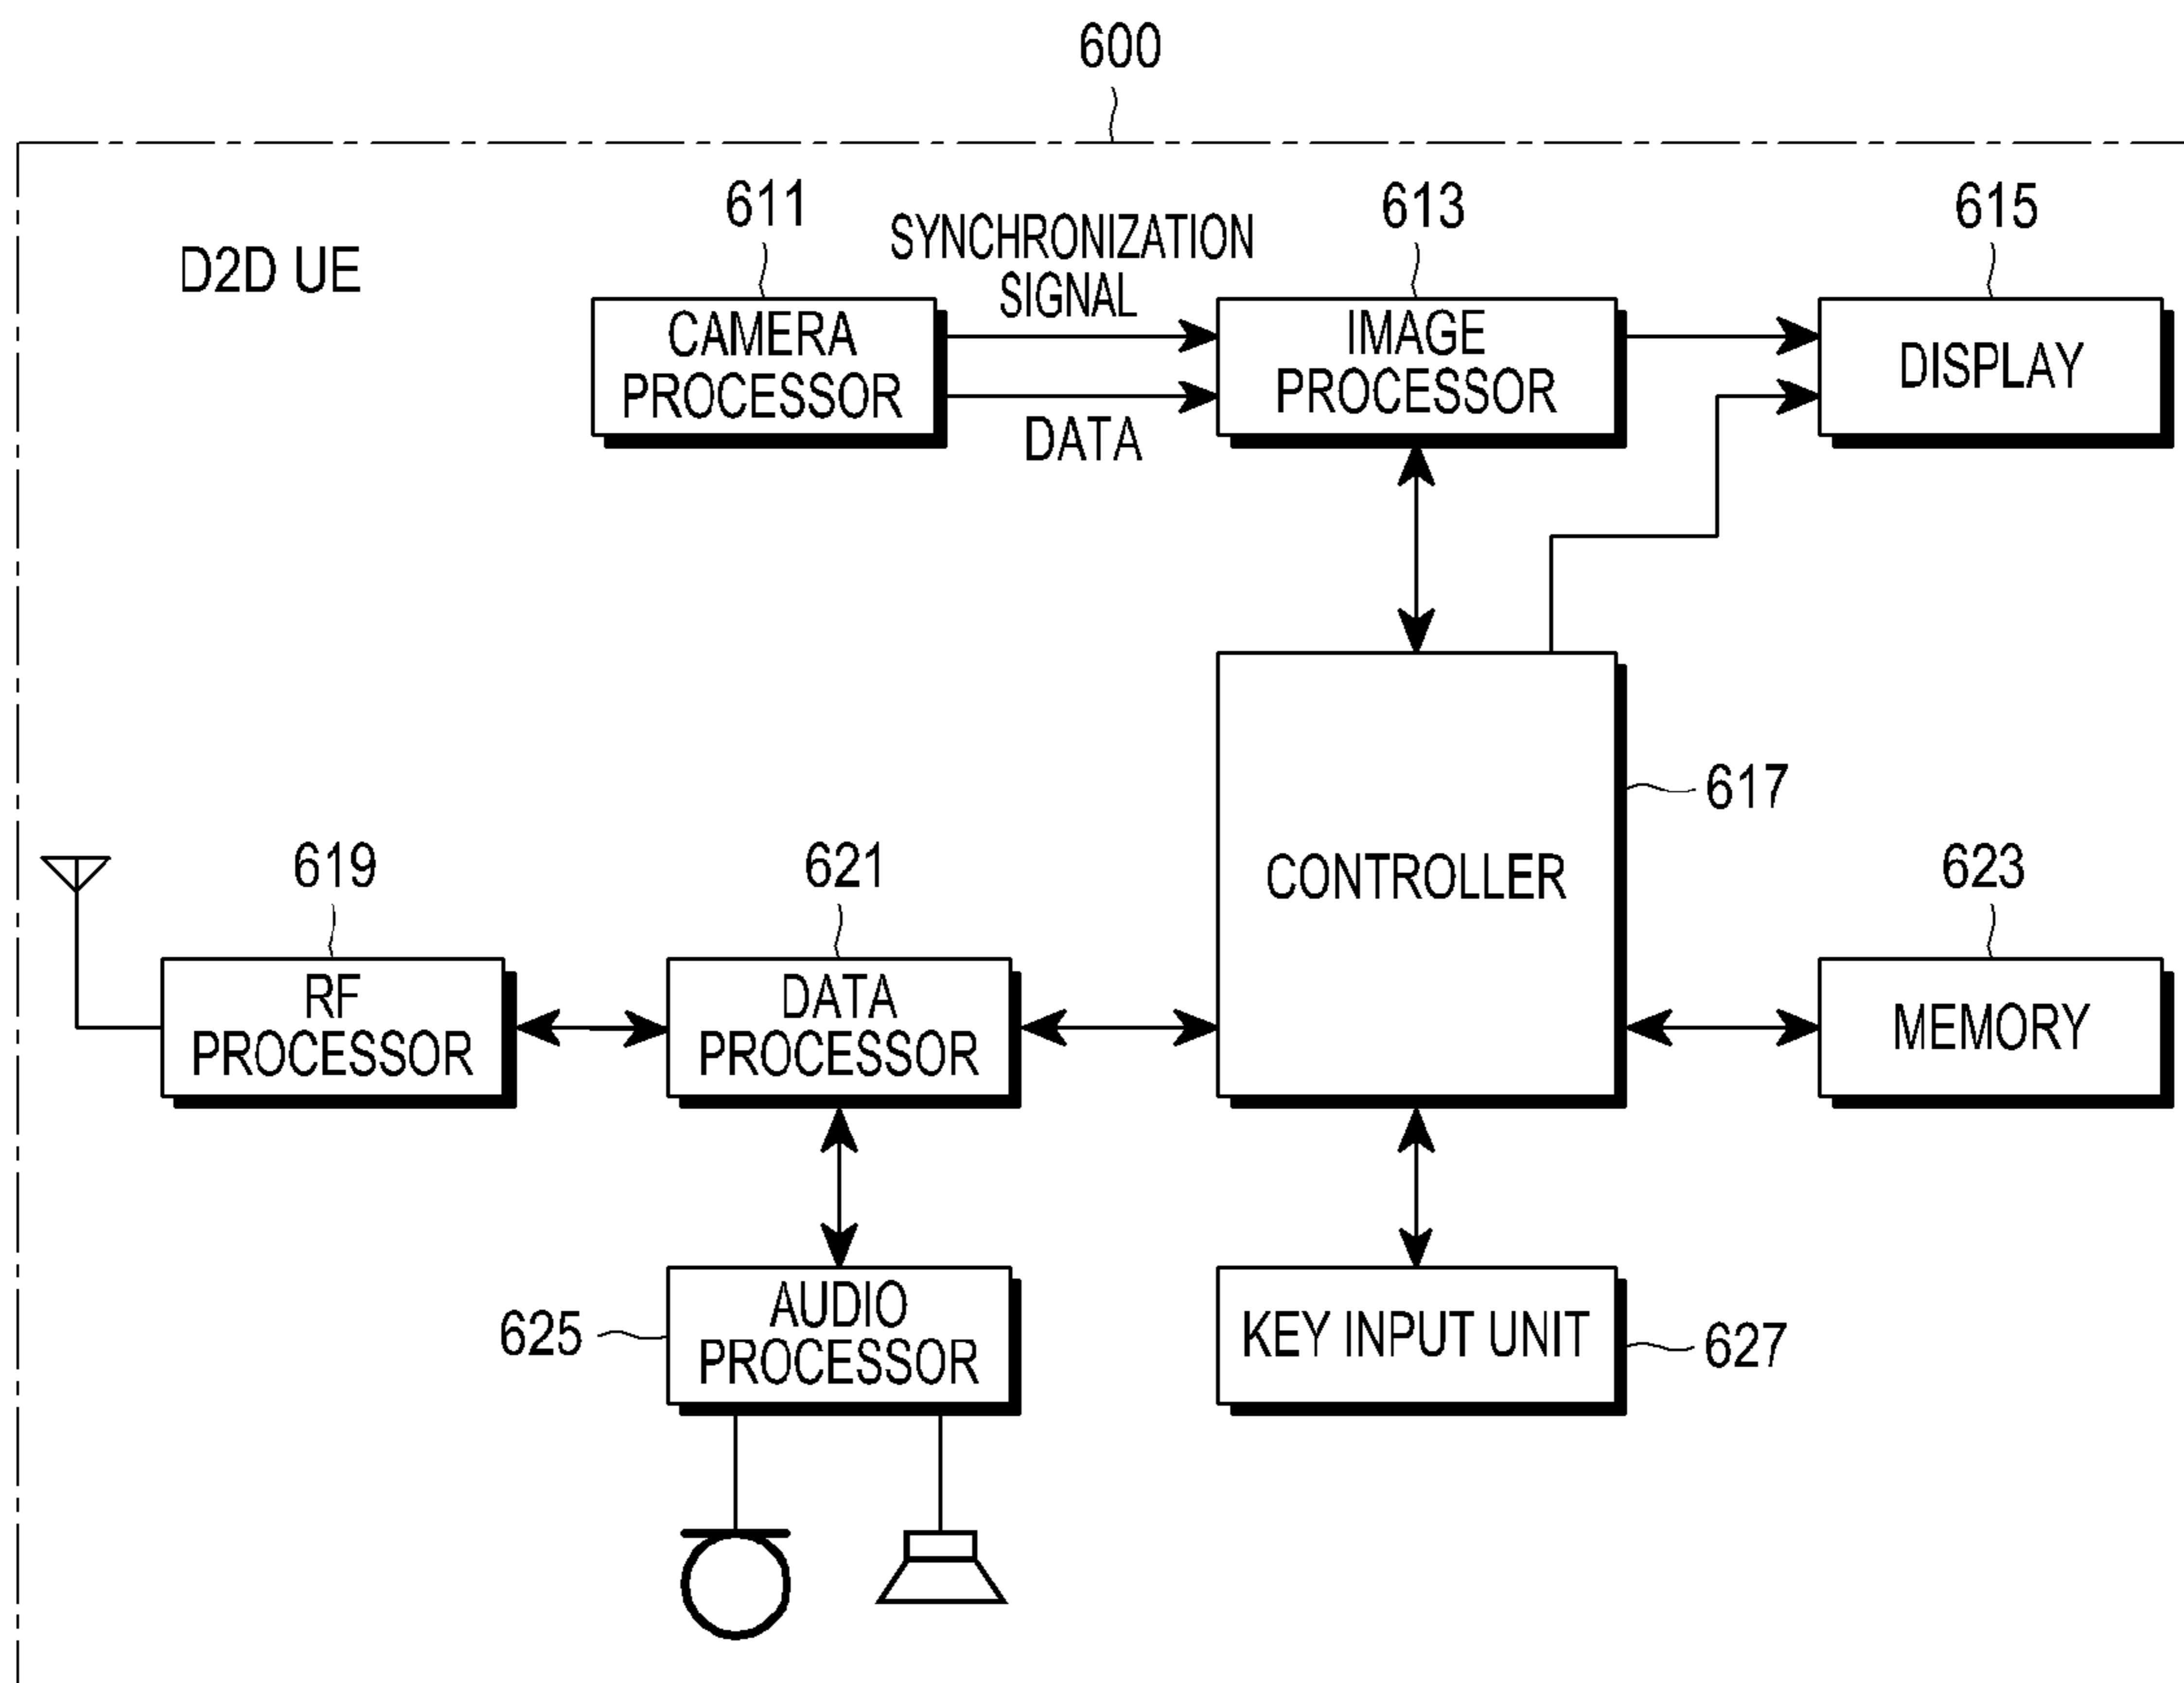 600
611
613
615
D2D UE
SYNCHRONIZATION
SIGNAL
CAMERA
PROCESSOR
DATA
IMAGE
PROCESSOR
DISPLAY
617
CONTROLLER
619
621
623
RF
PROCESSOR
DATA
PROCESSOR
MEMORY
625
AUDIO
PROCESSOR
KEY INPUT UNIT
627